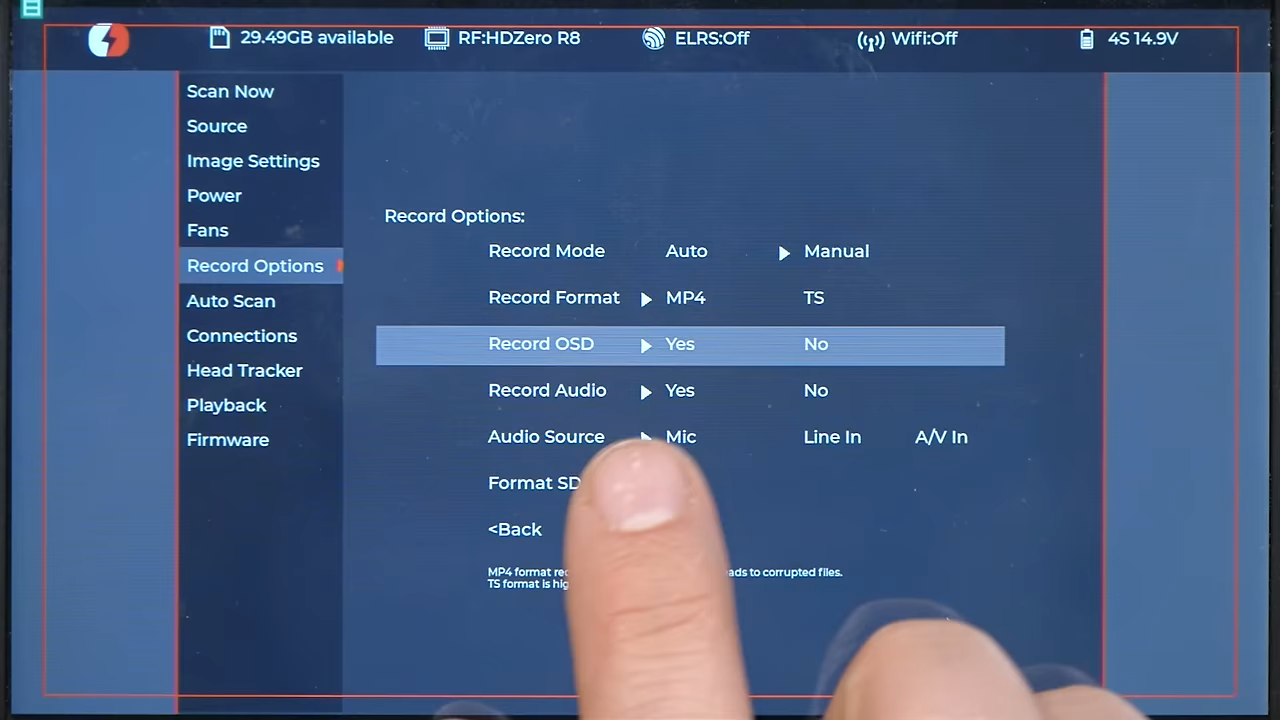 29.49GB available RF:HDZero R8 ELRS:Off Wifi:Off 4S 14.9V
Scan Now
Source
Image Settings
Power
Fans
Record Options
Auto Scan
Connections
Head Tracker
Playback
Firmware
Record Options:
Record Mode Auto Manual
Record Format MP4 TS
Record OSD Yes No
Record Audio Yes No
Audio Source Mic Line In A/V In
Format SD
<Back
MP4 format to corrupted files.
TS format is